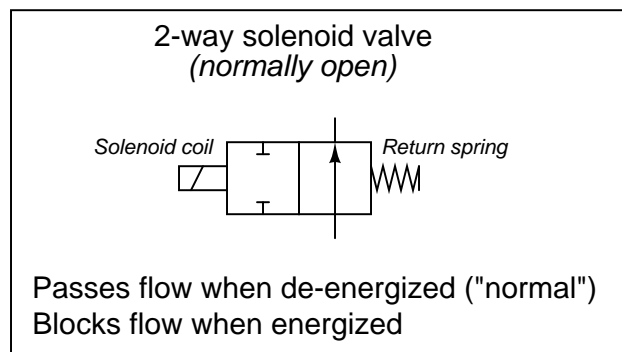 2-way solenoid valve
(normally open)
Solenoid coil
Return spring
Passes flow when de-energized ("normal")
Blocks flow when energized